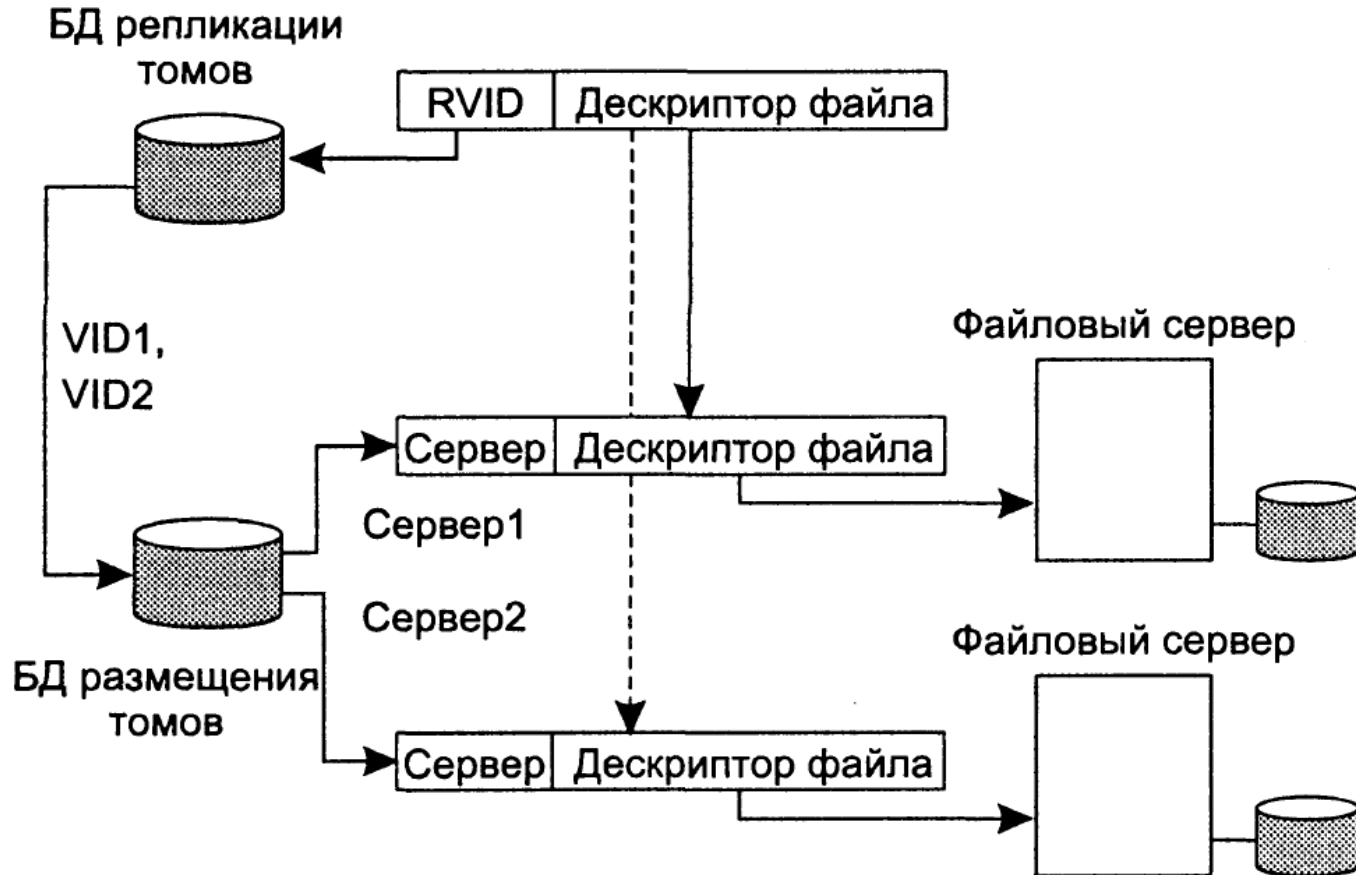 БД репликации
томов
RVID
Дескриптор файла
VID1,
VID2
Файловый сервер
Сервер
Дескриптор файла
Сервер1
Сервер2
Файловый сервер
БД размещения
томов
Сервер
Дескриптор файла